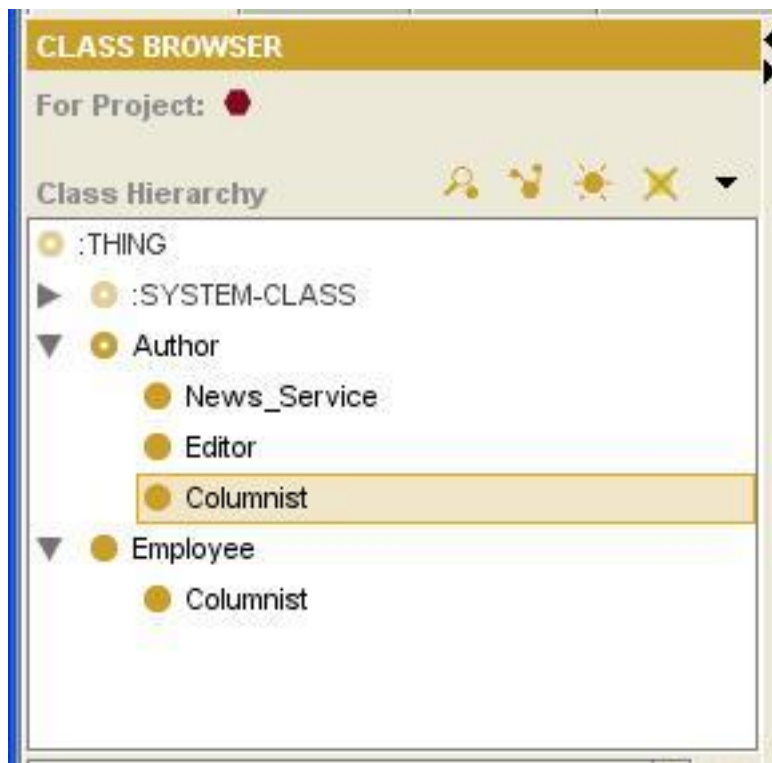 CLASS BROWSER
For Project:
Class Hierarchy
:THING
:SYSTEM-CLASS
Author
News_Service
Editor
Columnist
Employee
Columnist